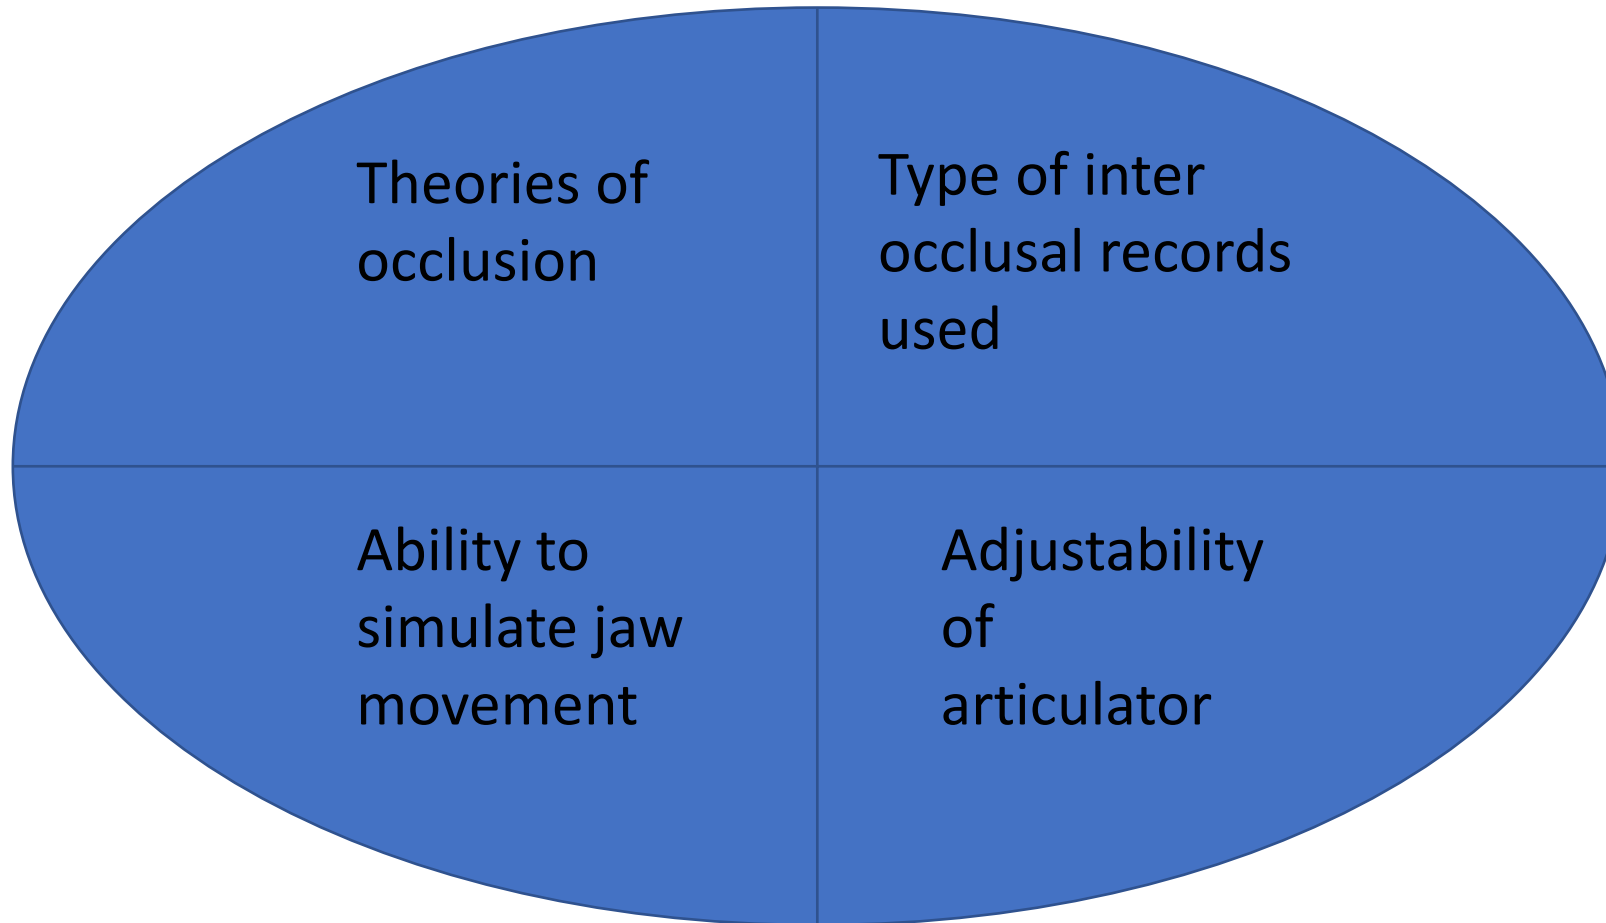 Theories of
occlusion
Type of inter
occlusal records
used
Ability to
simulate jaw
movement
Adjustability
of
articulator